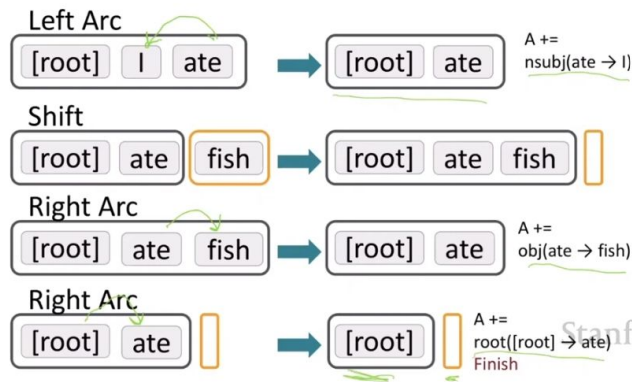 Left Arc
[root] I ate [root] ate
A +=
nsubj(ate → I)
Shift
[root] ate fish [root] ate fish
Right Arc
[root] ate fish [root] ate
A +=
obj(ate → fish)
Right Arc
[root] ate [root]
A +=
root([root] → ate)
Finish